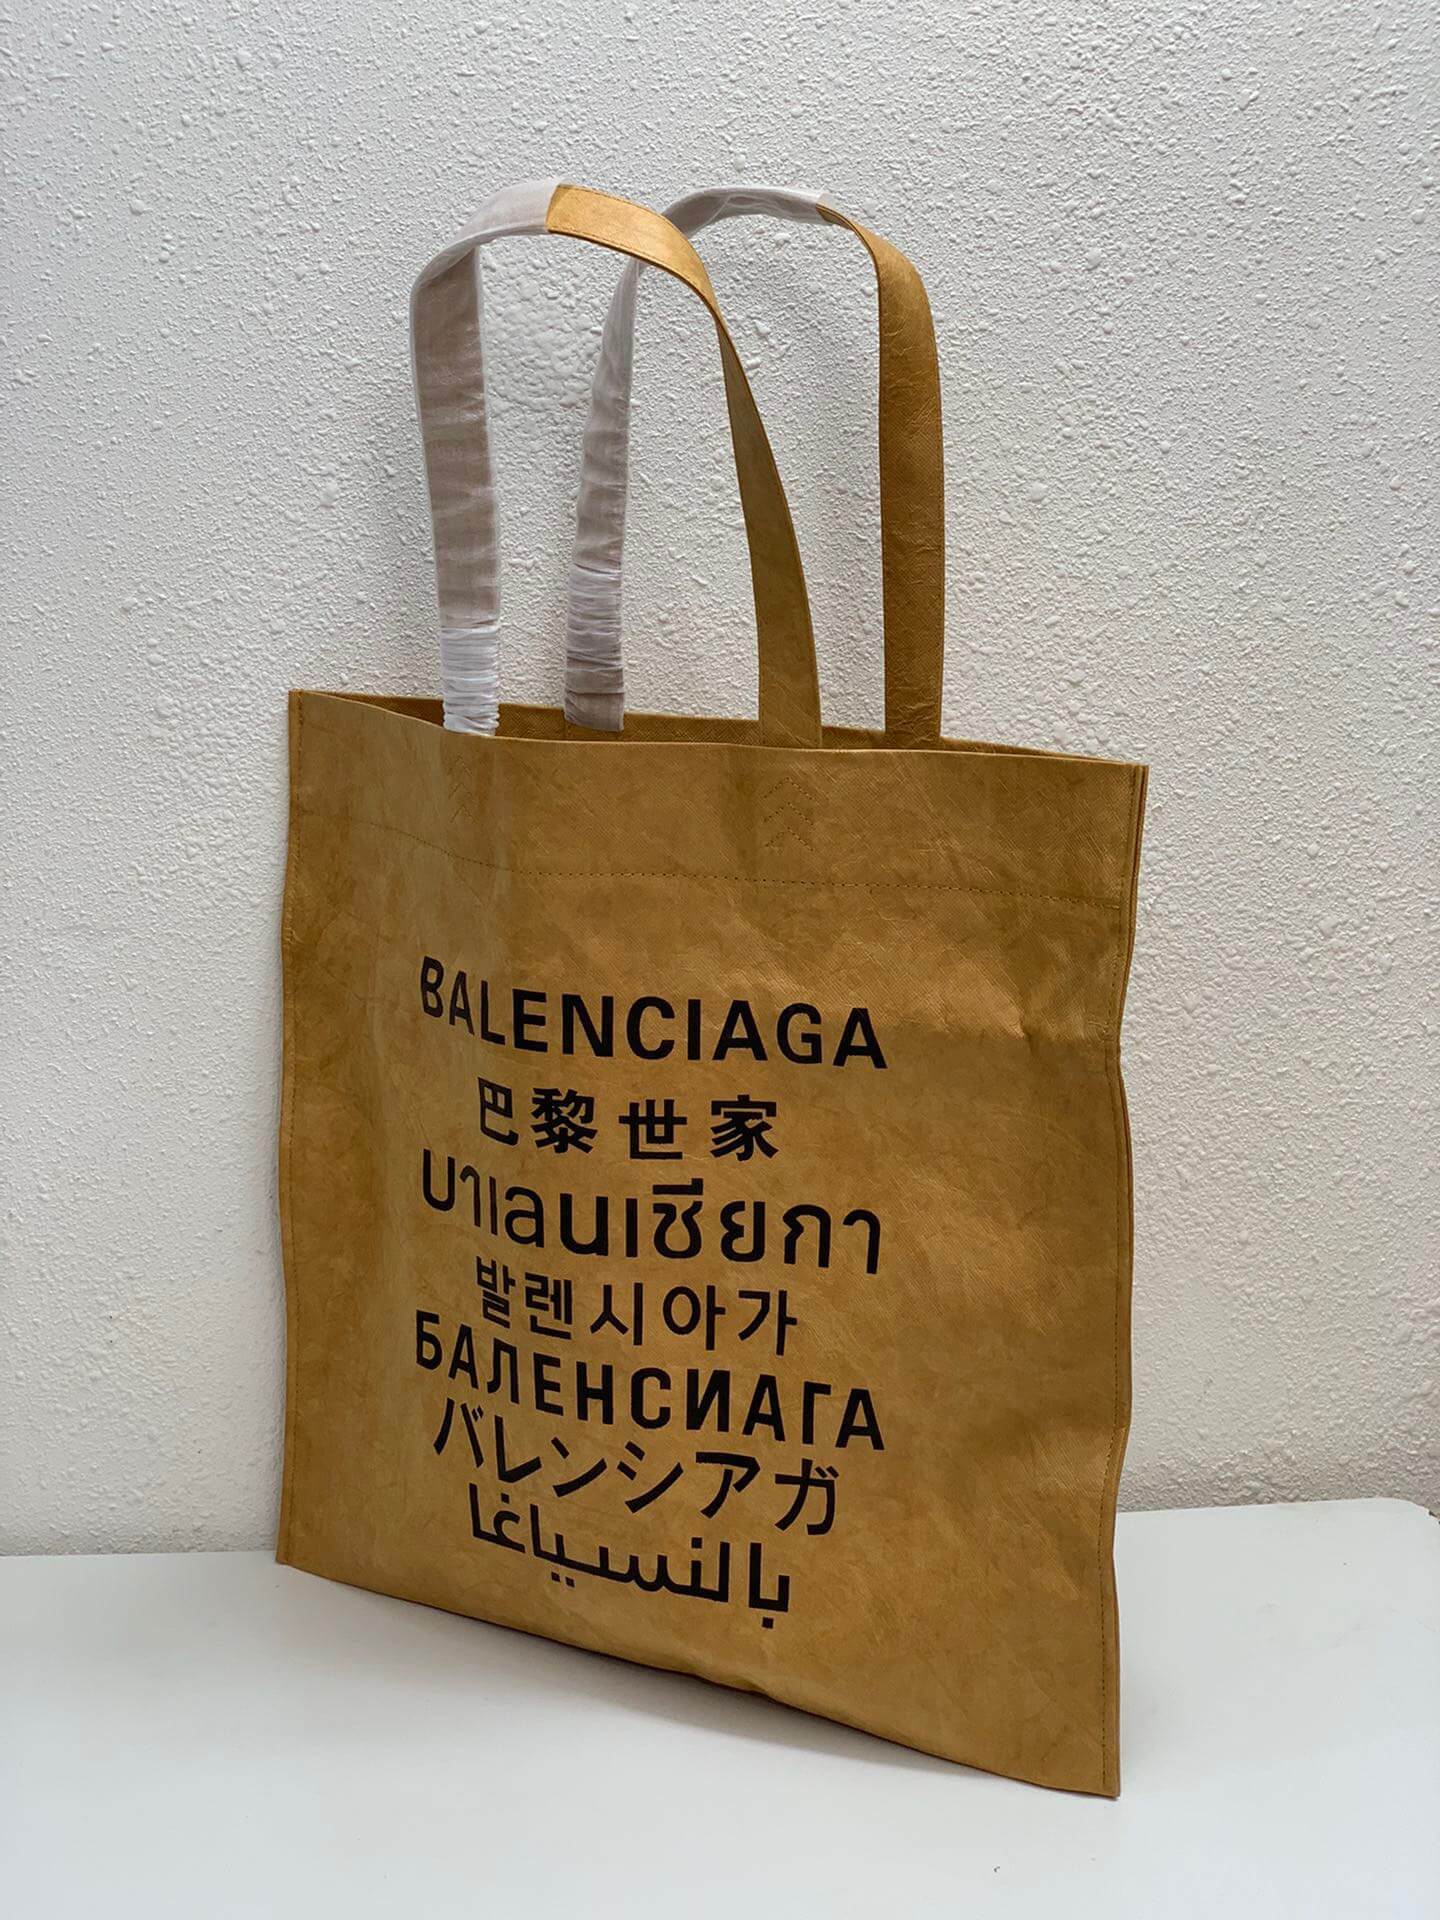 BALENCIAGA
巴黎世家
บาเลนเซียกา
발렌시아가
БАЛЕНСИАГА
バレンシアガ
بالنسياغا